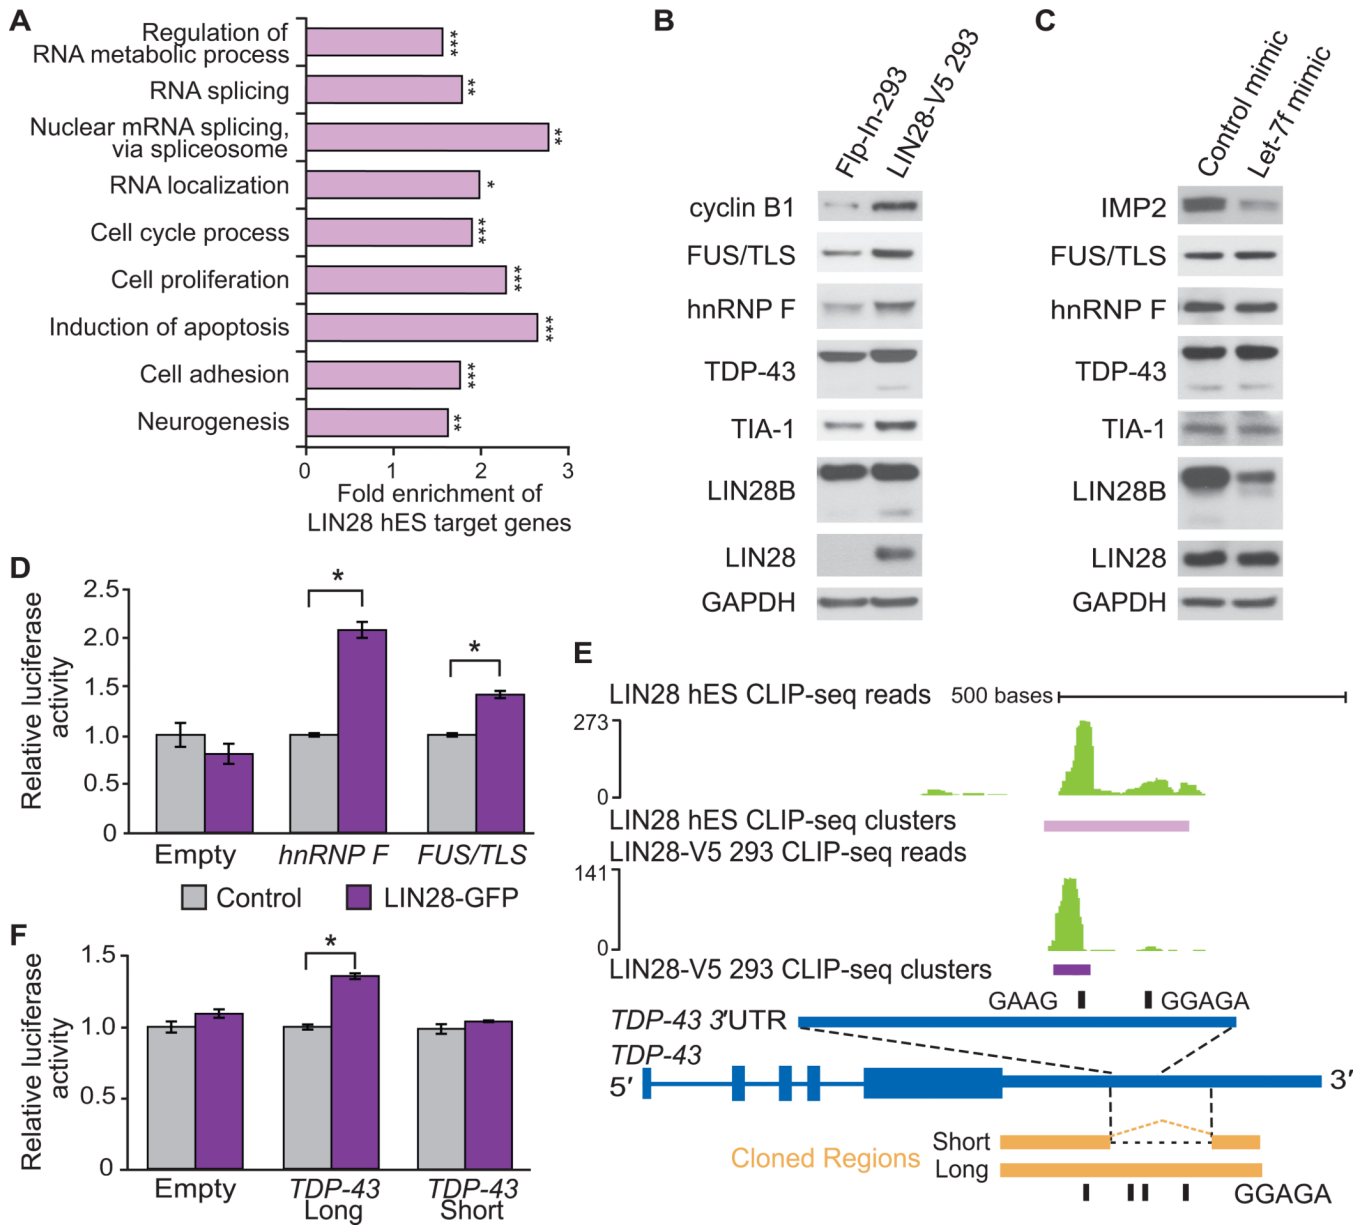 A
Regulation of
RNA metabolic process
***
RNA splicing
**
Nuclear mRNA splicing,
via spliceosome
**
RNA localization
*
Cell cycle process
***
Cell proliferation
***
Induction of apoptosis
***
Cell adhesion
***
Neurogenesis
**
0 1 2 3
Fold enrichment of
LIN28 hES target genes
B
Flp-In-293
LIN28-V5 293
cyclin B1
FUS/TLS
hnRNP F
TDP-43
TIA-1
LIN28B
LIN28
GAPDH
C
Control mimic
Let-7f mimic
IMP2
FUS/TLS
hnRNP F
TDP-43
TIA-1
LIN28B
LIN28
GAPDH
D
Relative luciferase
activity
2.5
2.0
1.5
1.0
0.5
0
*
*
Empty hnRNP F FUS/TLS
Control LIN28-GFP
E
LIN28 hES CLIP-seq reads
500 bases
273
0
LIN28 hES CLIP-seq clusters
LIN28-V5 293 CLIP-seq reads
141
0
LIN28-V5 293 CLIP-seq clusters
GAAG GGAGA
TDP-43 3′UTR
TDP-43
5′ 3′
Short
Cloned Regions
Long
GGAGA
F
Relative luciferase
activity
1.5
1.0
0.5
0
*
Empty TDP-43 TDP-43
Long Short